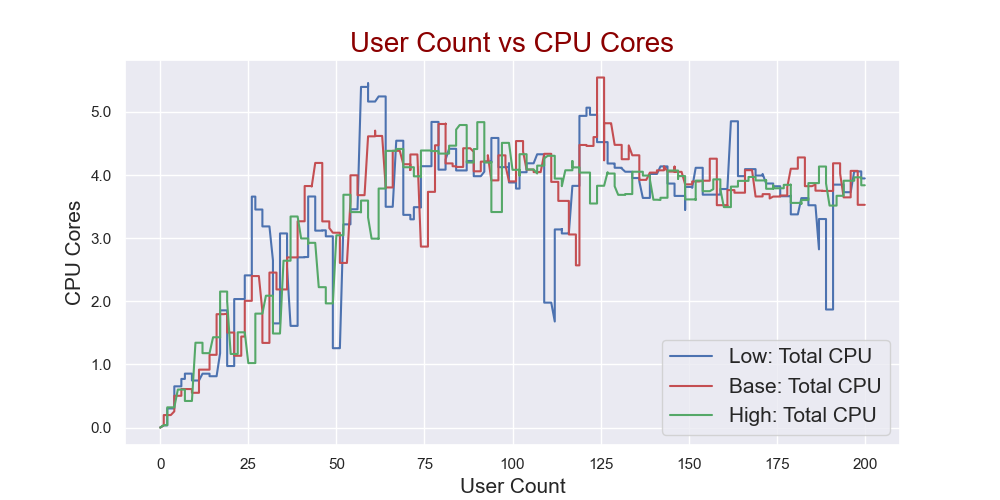 User Count vs CPU Cores
CPU Cores
5.0
4.0
3.0
2.0
1.0
0.0
Low: Total CPU
Base: Total CPU
High: Total CPU
0 25 50 75 100 125 150 175 200
User Count